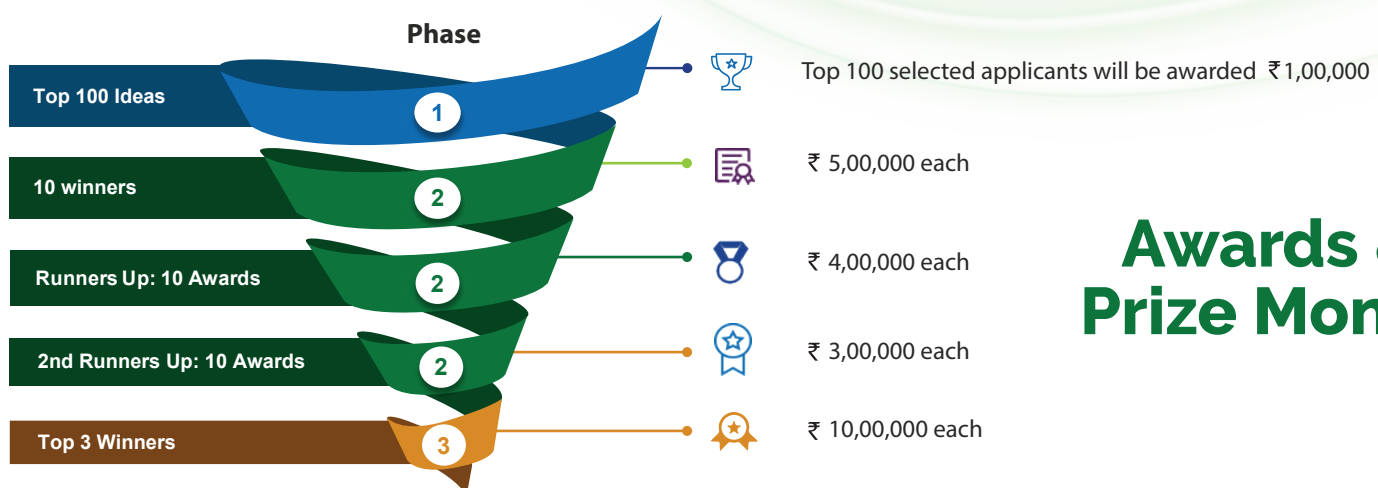 Phase
Top 100 Ideas
1
Top 100 selected applicants will be awarded ₹1,00,000
10 winners
2
₹ 5,00,000 each
Runners Up: 10 Awards
2
₹ 4,00,000 each
2nd Runners Up: 10 Awards
2
₹ 3,00,000 each
Top 3 Winners
3
₹ 10,00,000 each
Awards
Prize Mon